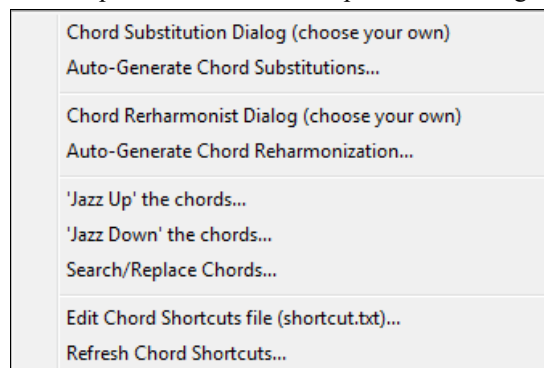 Chord Substitution Dialog (choose your own)
Auto-Generate Chord Substitutions...
Chord Rerharmonist Dialog (choose your own)
Auto-Generate Chord Reharmonization...
'Jazz Up' the chords...
'Jazz Down' the chords...
Search/Replace Chords...
Edit Chord Shortcuts file (shortcut.txt)...
Refresh Chord Shortcuts...